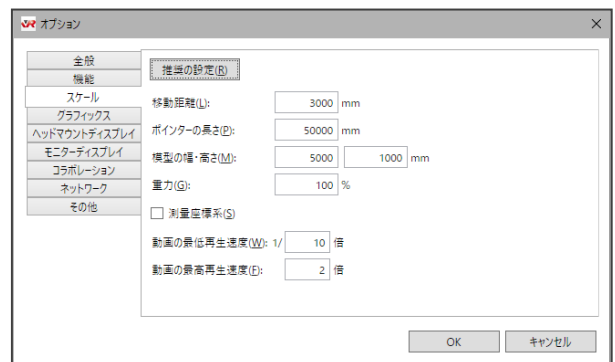 VR オプション
全般
機能
スケール
グラフィックス
ヘッドマウントディスプレイ
モニターディスプレイ
コラボレーション
ネットワーク
その他
推奨の設定(R)
移動距離(L): 3000 mm
ポインターの長さ(P): 50000 mm
模型の幅・高さ(M): 5000 1000 mm
重力(G): 100 %
測量座標系(S)
動画の最低再生速度(W): 1/ 10 倍
動画の最高再生速度(F): 2 倍
OK キャンセル